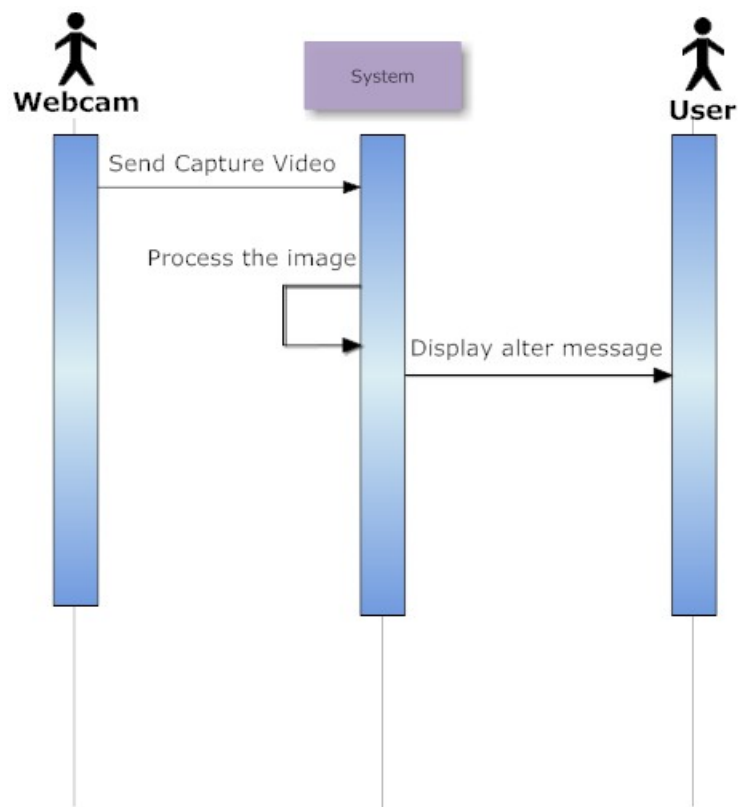 Webcam
System
User
Send Capture Video
Process the image
Display alter message